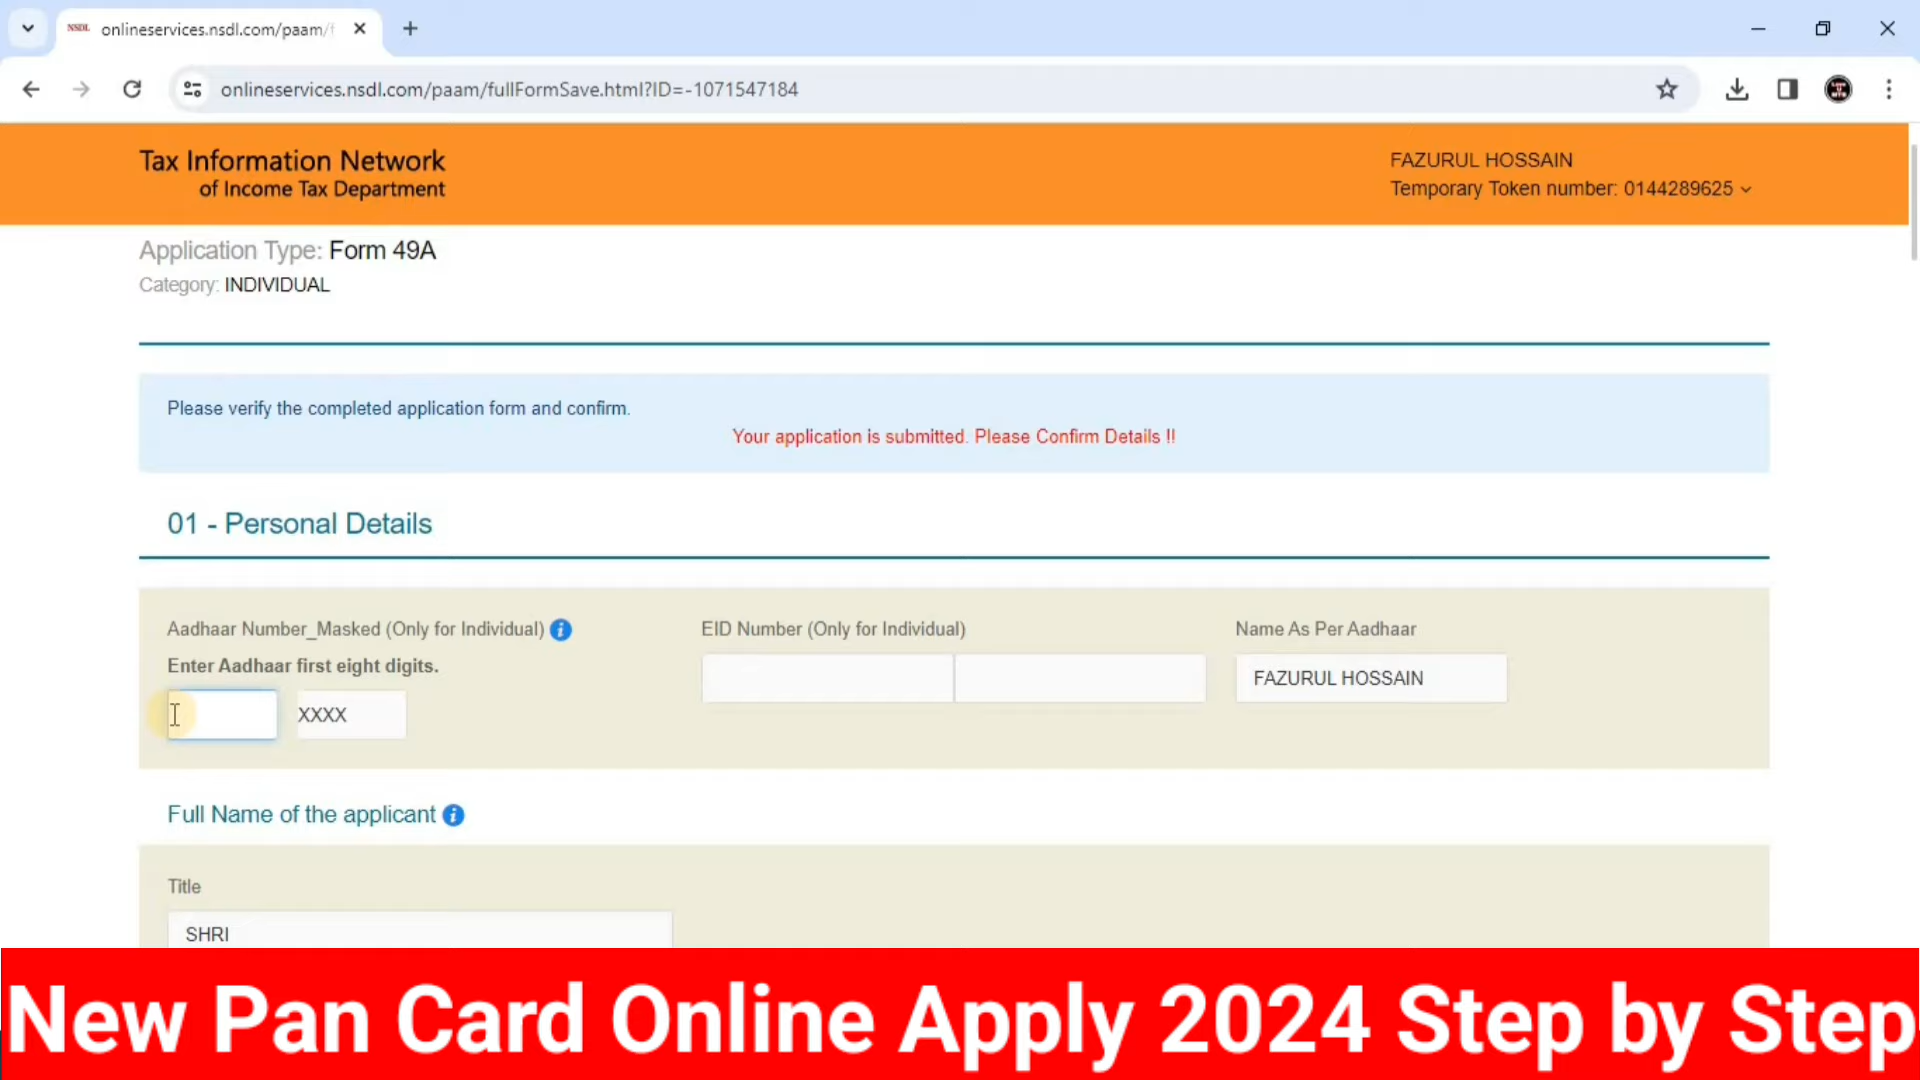 NSDL onlineservices.nsdl.com/paam/f
onlineservices.nsdl.com/paam/fullFormSave.html?ID=-1071547184
Tax Information Network
of Income Tax Department
FAZURUL HOSSAIN
Temporary Token number: 0144289625
Application Type: Form 49A
Category: INDIVIDUAL
Please verify the completed application form and confirm.
Your application is submitted. Please Confirm Details !!
01 - Personal Details
Aadhaar Number_Masked (Only for Individual) i
EID Number (Only for Individual)
Name As Per Aadhaar
Enter Aadhaar first eight digits.
FAZURUL HOSSAIN
XXXX
Full Name of the applicant i
Title
SHRI
New Pan Card Online Apply 2024 Step by Step